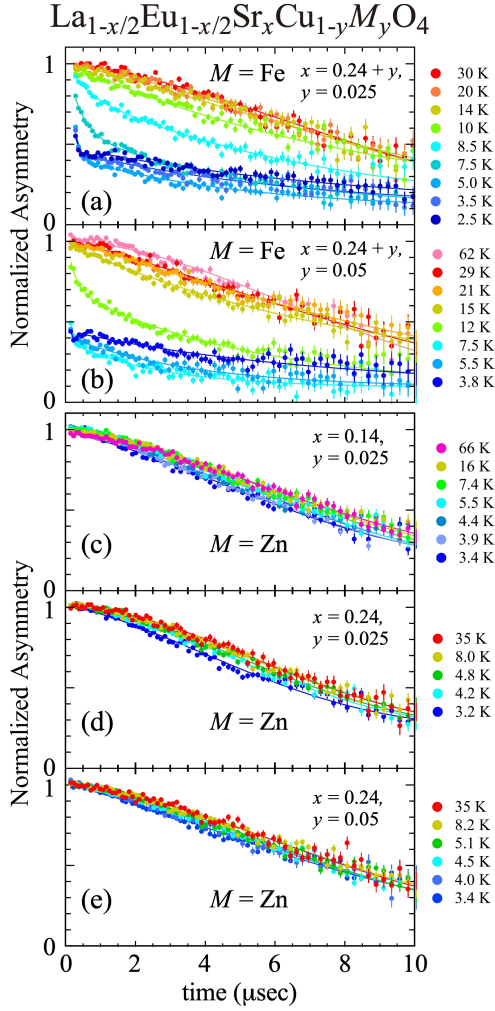 La1-x/2Eu1-x/2SrxCu1-yMyO4
1
M = Fe
x = 0.24 + y,
y = 0.025
30 K
20 K
14 K
10 K
8.5 K
7.5 K
5.0 K
3.5 K
2.5 K
(a)
0
Normalized Asymmetry
1
M = Fe
x = 0.24 + y,
y = 0.05
62 K
29 K
21 K
15 K
12 K
7.5 K
5.5 K
3.8 K
(b)
0
1
x = 0.14,
y = 0.025
66 K
16 K
7.4 K
5.5 K
4.4 K
3.9 K
3.4 K
(c)
M = Zn
0
Normalized Asymmetry
1
x = 0.24,
y = 0.025
35 K
8.0 K
4.8 K
4.2 K
3.2 K
(d)
M = Zn
0
1
x = 0.24,
y = 0.05
35 K
8.2 K
5.1 K
4.5 K
4.0 K
3.4 K
(e)
M = Zn
0
0 2 4 6 8 10
time (μsec)